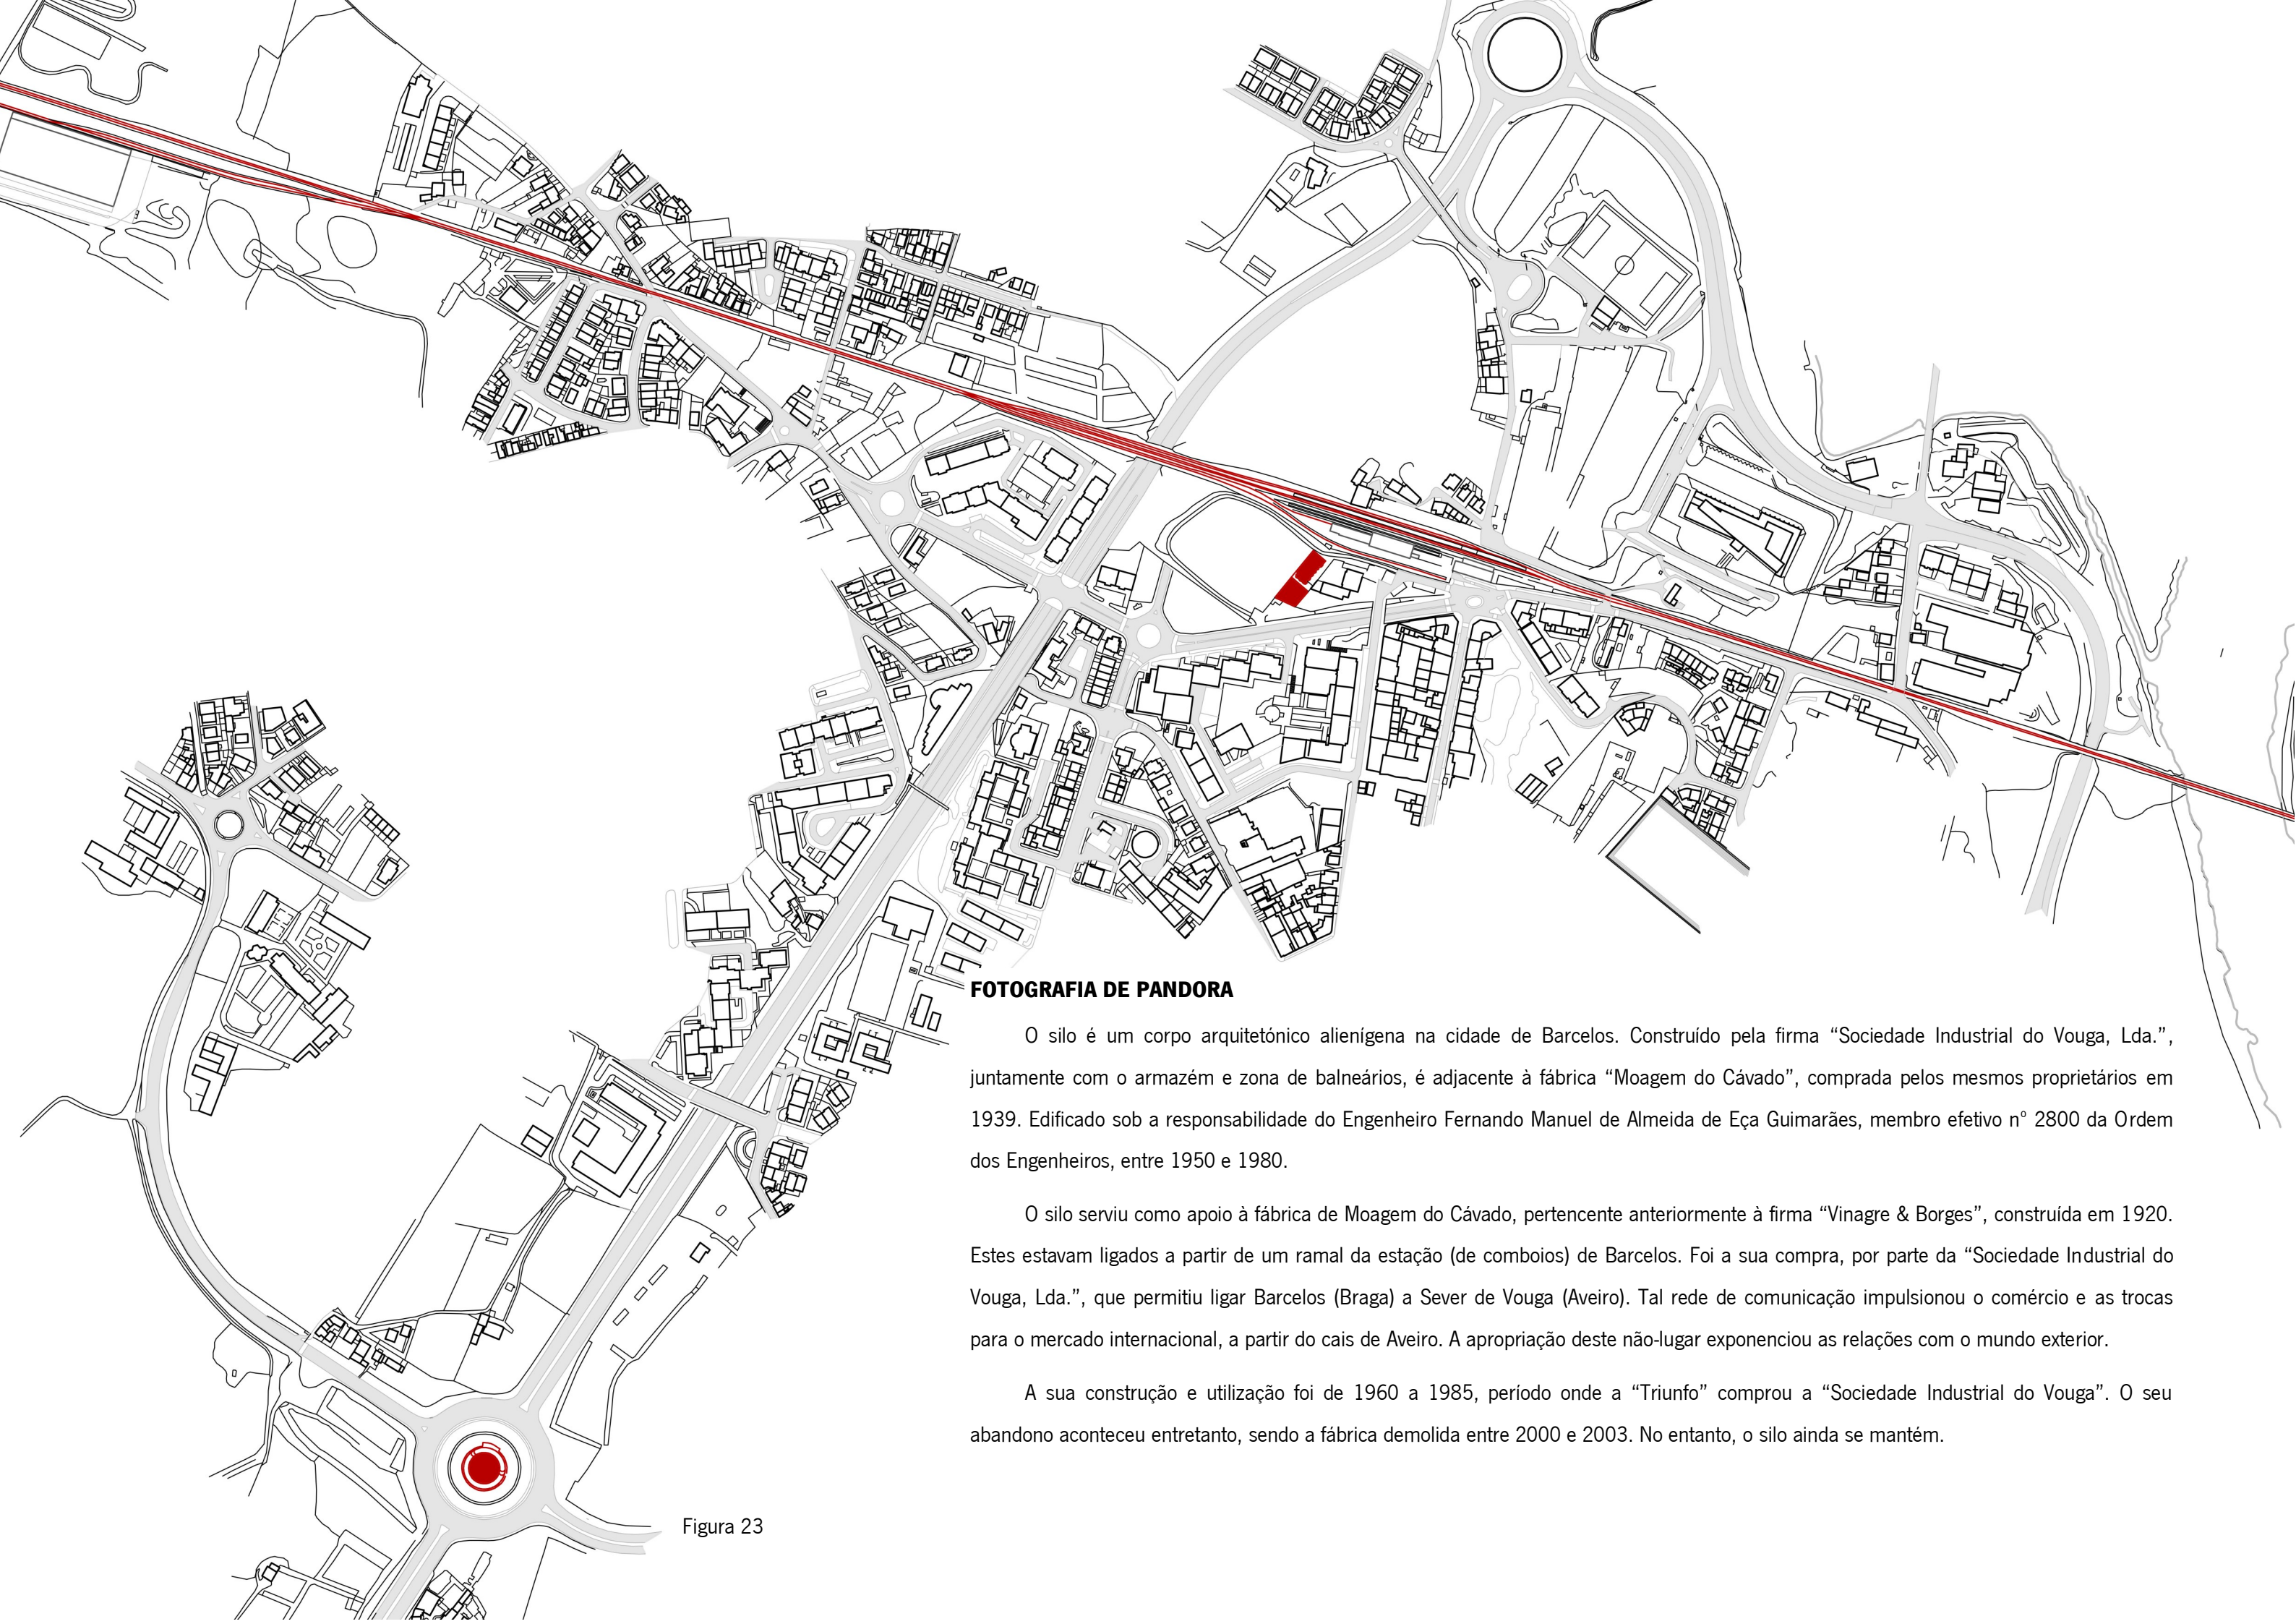 FOTOGRAFIA DE PANDORA
O silo é um corpo arquitetónico alienígena na cidade de Barcelos. Construído pela firma “Sociedade Industrial do Vouga, Lda.”,
juntamente com o armazém e zona de balneários, é adjacente à fábrica “Moagem do Cávado”, comprada pelos mesmos proprietários em
1939. Edificado sob a responsabilidade do Engenheiro Fernando Manuel de Almeida de Eça Guimarães, membro efetivo nº 2800 da Ordem
dos Engenheiros, entre 1950 e 1980.
O silo serviu como apoio à fábrica de Moagem do Cávado, pertencente anteriormente à firma “Vinagre & Borges”, construída em 1920.
Estes estavam ligados a partir de um ramal da estação (de comboios) de Barcelos. Foi a sua compra, por parte da “Sociedade Industrial do
Vouga, Lda.”, que permitiu ligar Barcelos (Braga) a Sever de Vouga (Aveiro). Tal rede de comunicação impulsionou o comércio e as trocas
para o mercado internacional, a partir do cais de Aveiro. A apropriação deste não-lugar exponenciou as relações com o mundo exterior.
A sua construção e utilização foi de 1960 a 1985, período onde a “Triunfo” comprou a “Sociedade Industrial do Vouga”. O seu
abandono aconteceu entretanto, sendo a fábrica demolida entre 2000 e 2003. No entanto, o silo ainda se mantém.
Figura 23